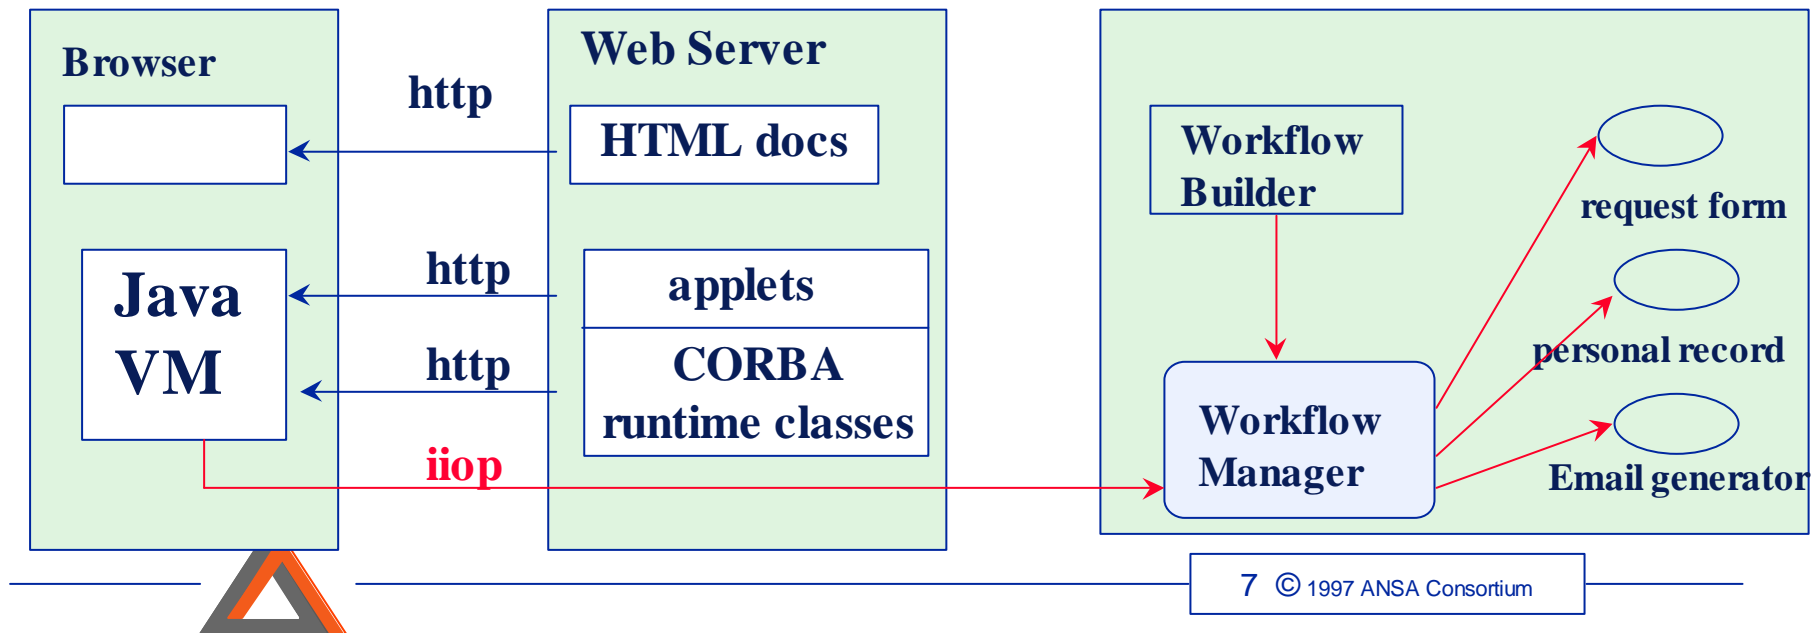 Browser
http
Java
VM
http
http
iiop
Web Server
HTML docs
applets
CORBA
runtime classes
Workflow
Builder
Workflow
Manager
request form
personal record
Email generator
7 © 1997 ANSA Consortium